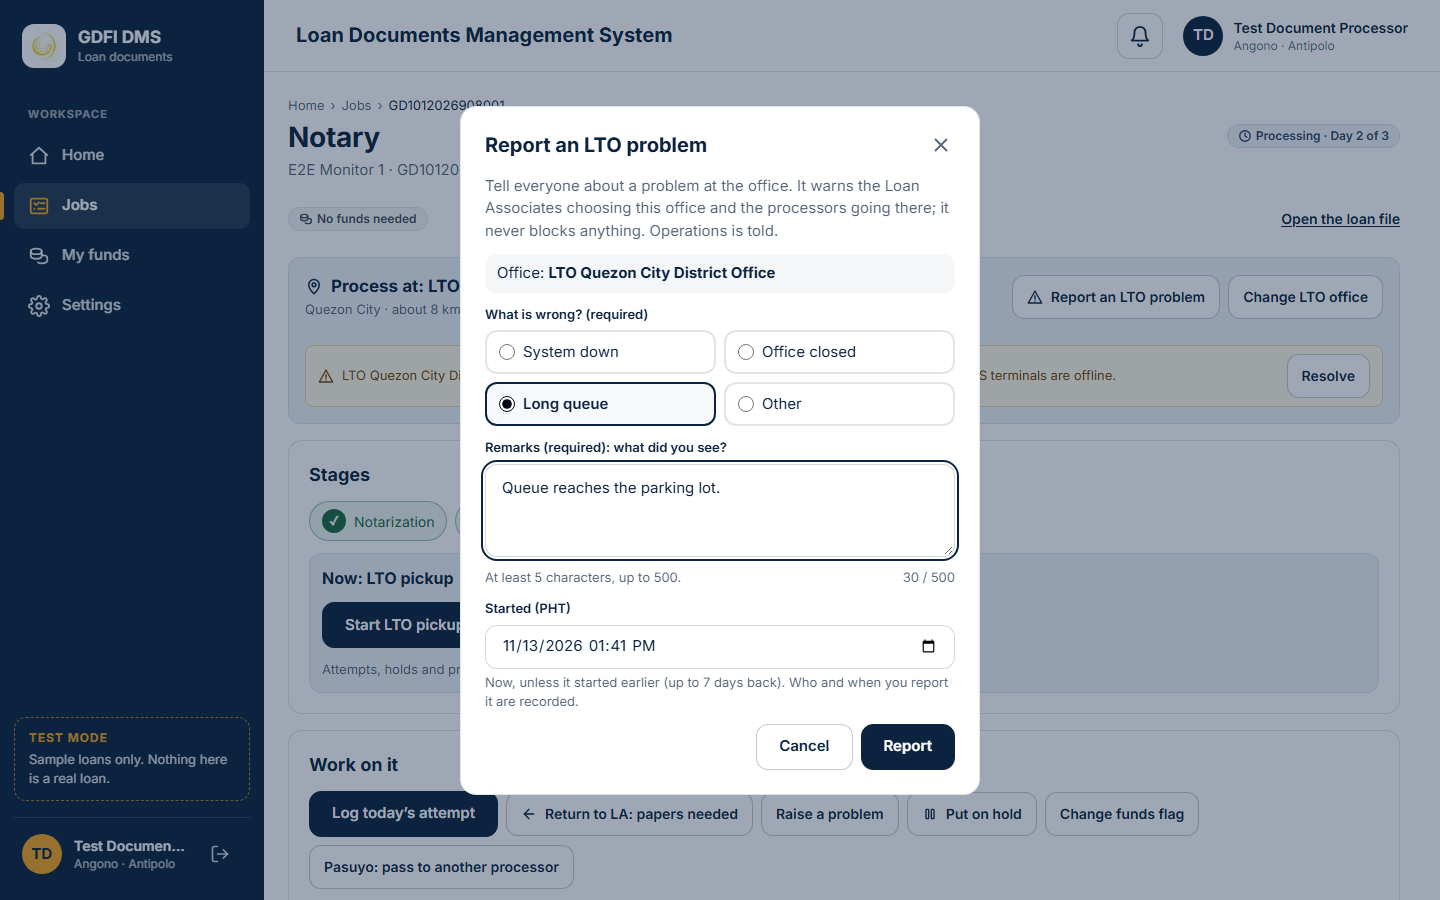 GDFI DMS
Loan documents
WORKSPACE
Home
Jobs
My funds
Settings
TEST MODE
Sample loans only. Nothing here
is a real loan.
TD
Test Documen...
Angono · Antipolo
Loan Documents Management System
TD
Test Document Processor
Angono · Antipolo
Home › Jobs › GD1012026908001
Notary
Processing · Day 2 of 3
E2E Monitor 1 · GD10120
No funds needed
Open the loan file
Process at: LTO
Quezon City · about 8 km
Report an LTO problem
Change LTO office
LTO Quezon City Di
S terminals are offline.
Resolve
Stages
Notarization
Now: LTO pickup
Start LTO pickup
Attempts, holds and pr
Work on it
Log today's attempt
Return to LA: papers needed
Raise a problem
Put on hold
Change funds flag
Pasuyo: pass to another processor
Report an LTO problem
Tell everyone about a problem at the office. It warns the Loan
Associates choosing this office and the processors going there; it
never blocks anything. Operations is told.
Office: LTO Quezon City District Office
What is wrong? (required)
System down
Office closed
Long queue
Other
Remarks (required): what did you see?
Queue reaches the parking lot.
At least 5 characters, up to 500.
30 / 500
Started (PHT)
11/13/2026 01:41 PM
Now, unless it started earlier (up to 7 days back). Who and when you report
it are recorded.
Cancel
Report